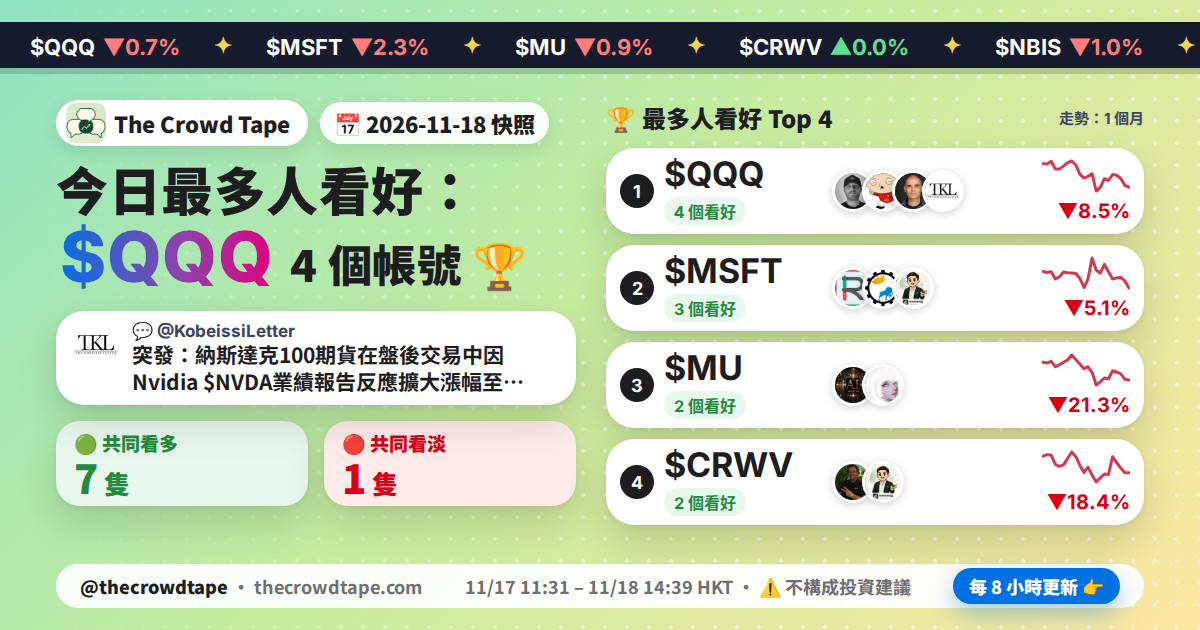 $QQQ ▼0.7% ✦ $MSFT ▼2.3% ✦ $MU ▼0.9% ✦ $CRWV ▲0.0% ✦ $NBIS ▼1.0% ✦
The Crowd Tape
2026-11-18 快照
今日最多人看好：
$QQQ 4 個帳號 🏆
TKL
💬 @KobeissiLetter
突發：納斯達克100期貨在盤後交易中因
Nvidia $NVDA業績報告反應擴大漲幅至…
🟢 共同看多
7 隻
🔴 共同看淡
1 隻
🏆 最多人看好 Top 4
走勢：1個月
1
$QQQ
4 個看好
TKL
▼8.5%
2
$MSFT
3 個看好
▼5.1%
3
$MU
2 個看好
▼21.3%
4
$CRWV
2 個看好
▼18.4%
@thecrowdtape • thecrowdtape.com
11/17 11:31 – 11/18 14:39 HKT • ⚠️ 不構成投資建議
每 8 小時更新 👉